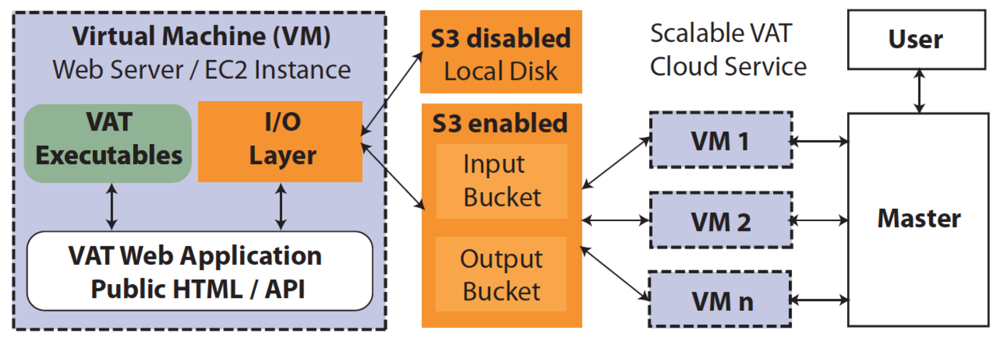 Virtual Machine (VM)
Web Server / EC2 Instance
VAT
Executables
I/O
Layer
VAT Web Application
Public HTML / API
S3 disabled
Local Disk
S3 enabled
Input
Bucket
Output
Bucket
Scalable VAT
Cloud Service
VM 1
VM 2
VM n
User
Master